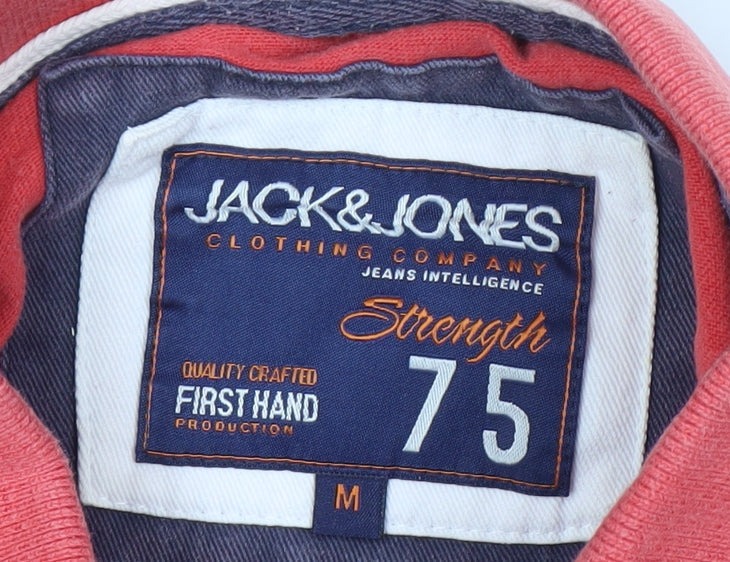 JACK&JONES
CLOTHING COMPANY
JEANS INTELLIGENCE
Strength
75
QUALITY CRAFTED
FIRST HAND
PRODUCTION
M